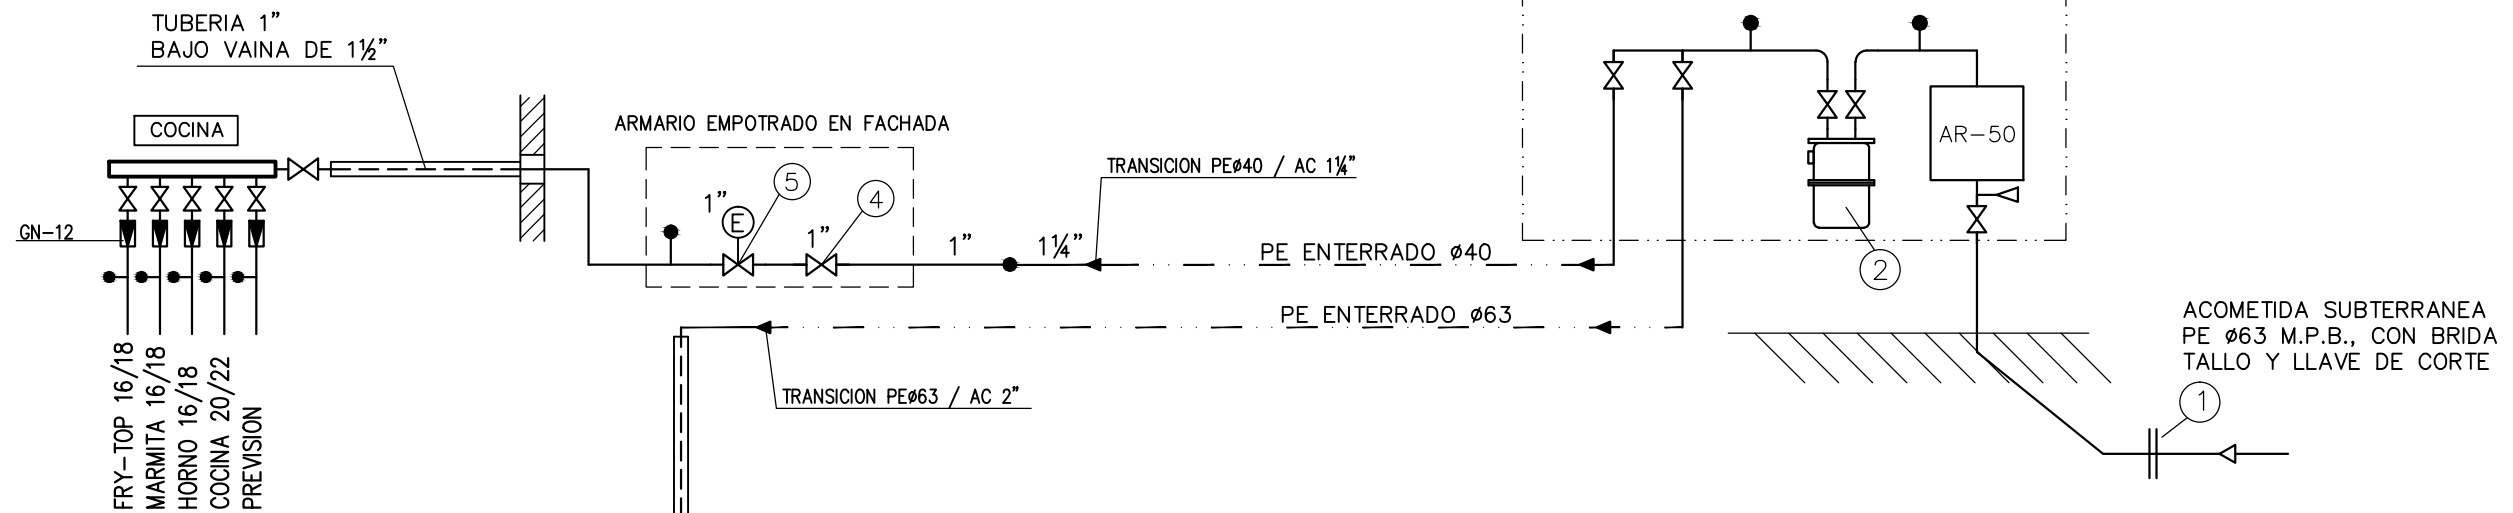 TUBERIA 1"
BAJO VAINA DE 1½"
COCINA
GN-12
FRY-TOP 16/18
MARMITA 16/18
HORNO 16/18
COCINA 20/22
PREVISION
ARMARIO EMPOTRADO EN FACHADA
1"
E
5
4
1"
1"
1¼"
TRANSICION PEø40 / AC 1¼"
PE ENTERRADO ø40
PE ENTERRADO ø63
TRANSICION PEø63 / AC 2"
AR-50
2
ACOMETIDA SUBTERRANEA
PE ø63 M.P.B., CON BRIDA
TALLO Y LLAVE DE CORTE
1